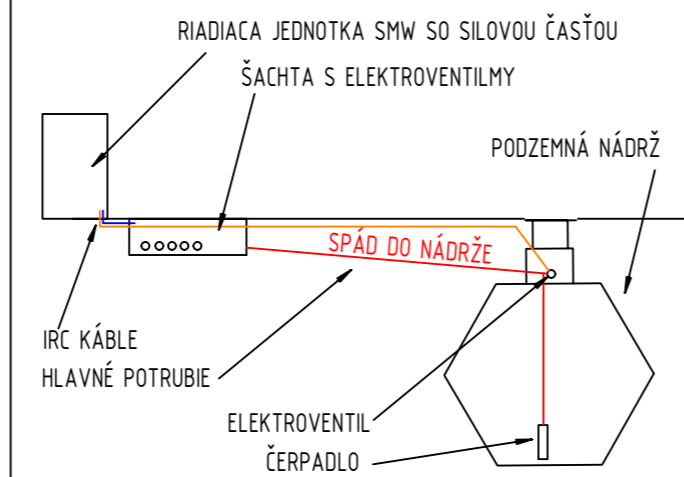 RIADIACA JEDNOTKA SMW SO SILOVOU ČASŤOU
ŠACHTA S ELEKTROVENTILMY
PODZEMNÁ NÁDRŽ
SPÁD DO NÁDRŽE
IRC KÁBLE
HLAVNÉ POTRUBIE
ELEKTROVENTIL
ČERPADLO